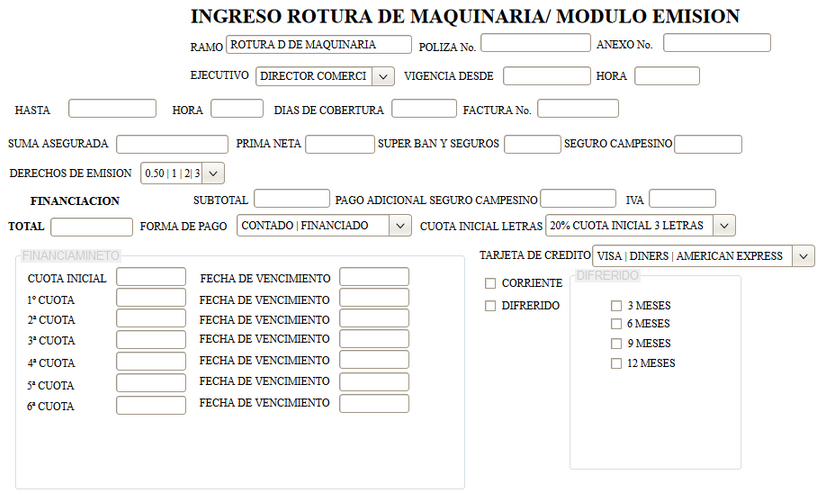 INGRESO ROTURA DE MAQUINARIA/ MODULO EMISION
RAMO ROTURA D DE MAQUINARIA POLIZA No. ANEXO No.
EJECUTIVO DIRECTOR COMERCI VIGENCIA DESDE HORA
HASTA HORA DIAS DE COBERTURA FACTURA No.
SUMA ASEGURADA PRIMA NETA SUPER BAN Y SEGUROS SEGURO CAMPESINO
DERECHOS DE EMISION 0.50 | 1 | 2| 3
FINANCIACION SUBTOTAL PAGO ADICIONAL SEGURO CAMPESINO IVA
TOTAL FORMA DE PAGO CONTADO | FINANCIADO CUOTA INICIAL LETRAS 20% CUOTA INICIAL 3 LETRAS
TARJETA DE CREDITO VISA | DINERS | AMERICAN EXPRESS
FINANCIAMINETO
CUOTA INICIAL FECHA DE VENCIMIENTO
1º CUOTA FECHA DE VENCIMIENTO
2ª CUOTA FECHA DE VENCIMIENTO
3ª CUOTA FECHA DE VENCIMIENTO
4ª CUOTA FECHA DE VENCIMIENTO
5ª CUOTA FECHA DE VENCIMIENTO
6ª CUOTA FECHA DE VENCIMIENTO
CORRIENTE
DIFRERIDO
DIFRERIDO
3 MESES
6 MESES
9 MESES
12 MESES